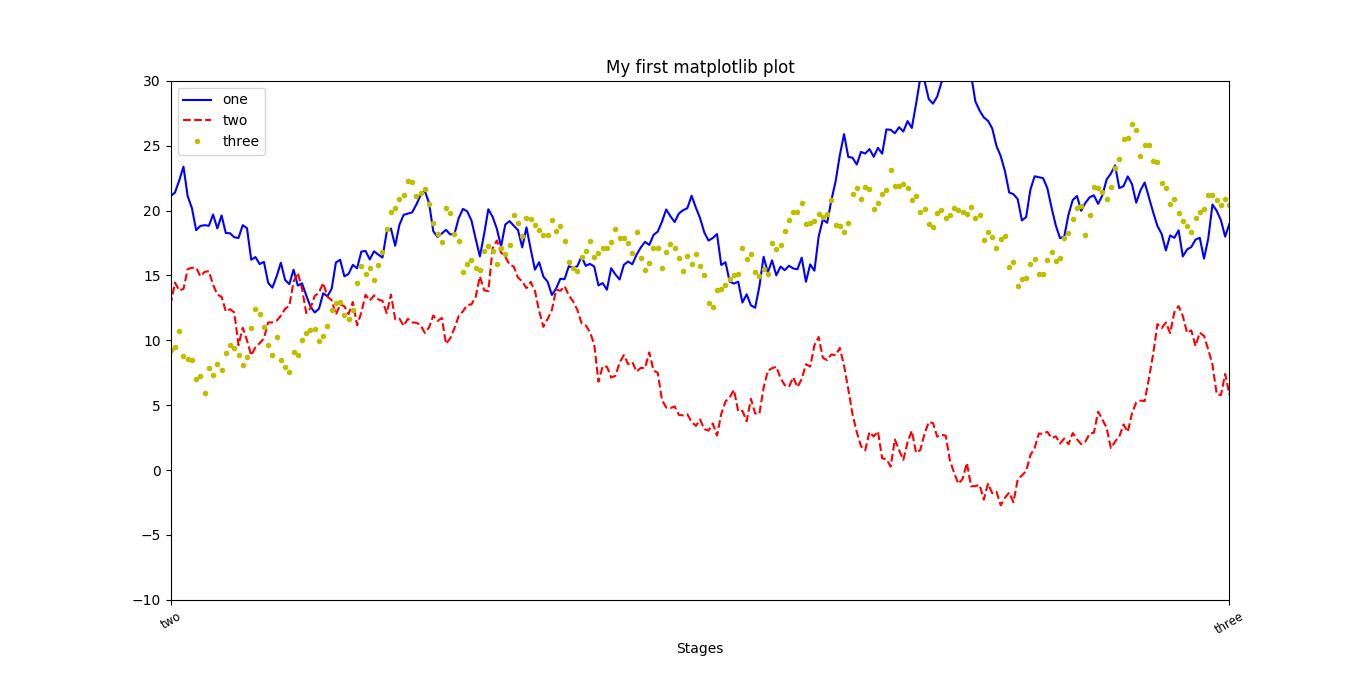 My first matplotlib plot
one
two
three
30
25
20
15
10
5
0
−5
−10
two
three
Stages